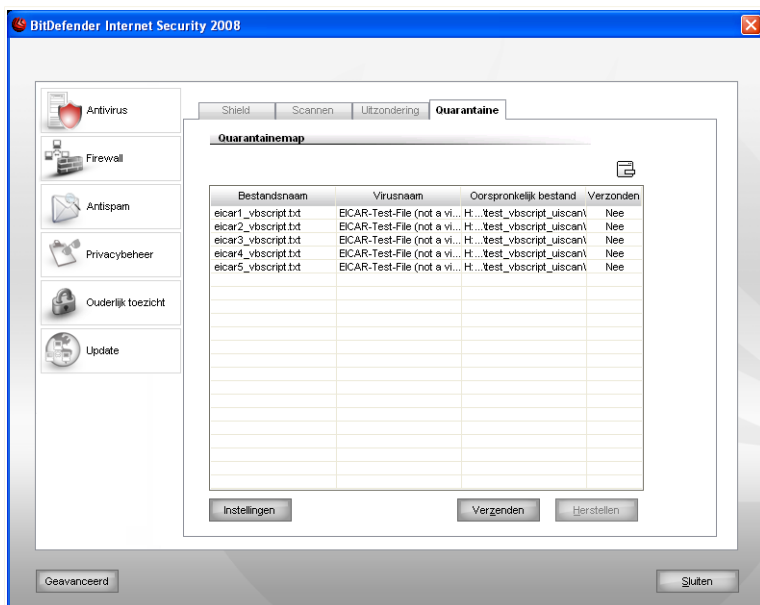 BitDefender Internet Security 2008
Antivirus
Firewall
Antispam
Privacybeheer
Ouderlijk toezicht
Update
Shield Scannen Uitzondering Quarantaine
Quarantainemap
Bestandsnaam Virusnaam Oorspronkelijk bestand Verzonden
eicar1_vbscript.txt EICAR-Test-File (not a vi... H:...\test_vbscript_uiscan\ Nee
eicar2_vbscript.txt EICAR-Test-File (not a vi... H:...\test_vbscript_uiscan\ Nee
eicar3_vbscript.txt EICAR-Test-File (not a vi... H:...\test_vbscript_uiscan\ Nee
eicar4_vbscript.txt EICAR-Test-File (not a vi... H:...\test_vbscript_uiscan\ Nee
eicar5_vbscript.txt EICAR-Test-File (not a vi... H:...\test_vbscript_uiscan\ Nee
Instellingen Verzenden Herstellen
Geavanceerd Sluiten